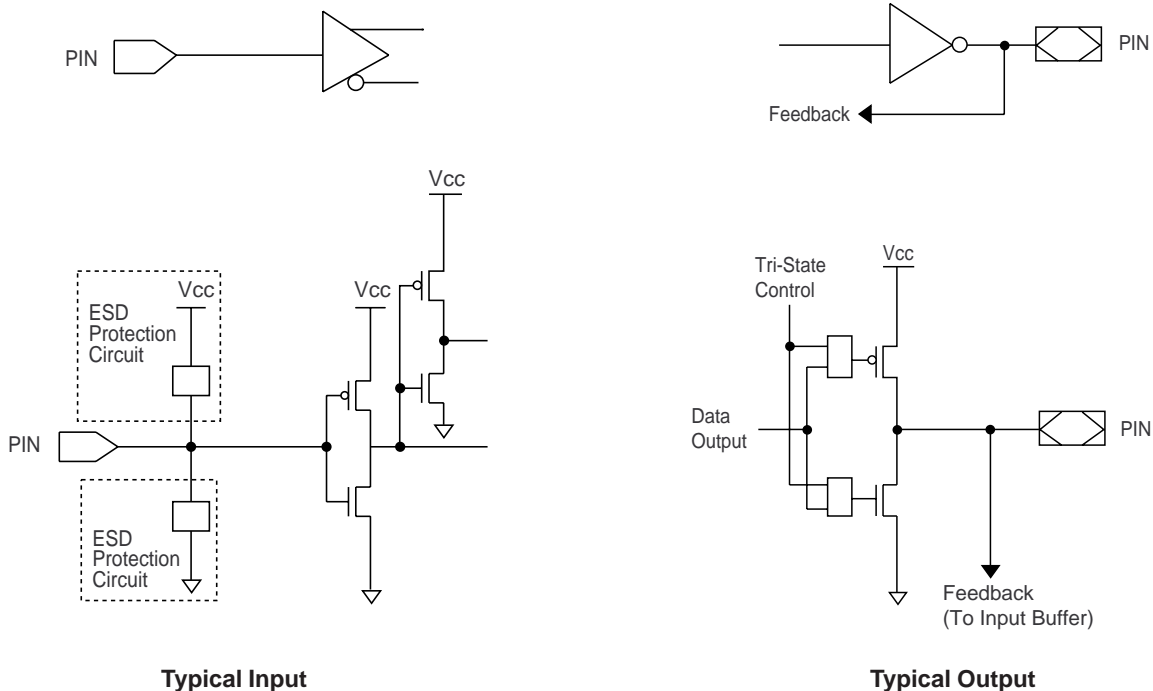 PIN
PIN
Feedback
Vcc
Vcc
Vcc
ESD
Protection
Circuit
PIN
ESD
Protection
Circuit
Typical Input
Vcc
Tri-State
Control
Data
Output
PIN
Feedback
(To Input Buffer)
Typical Output